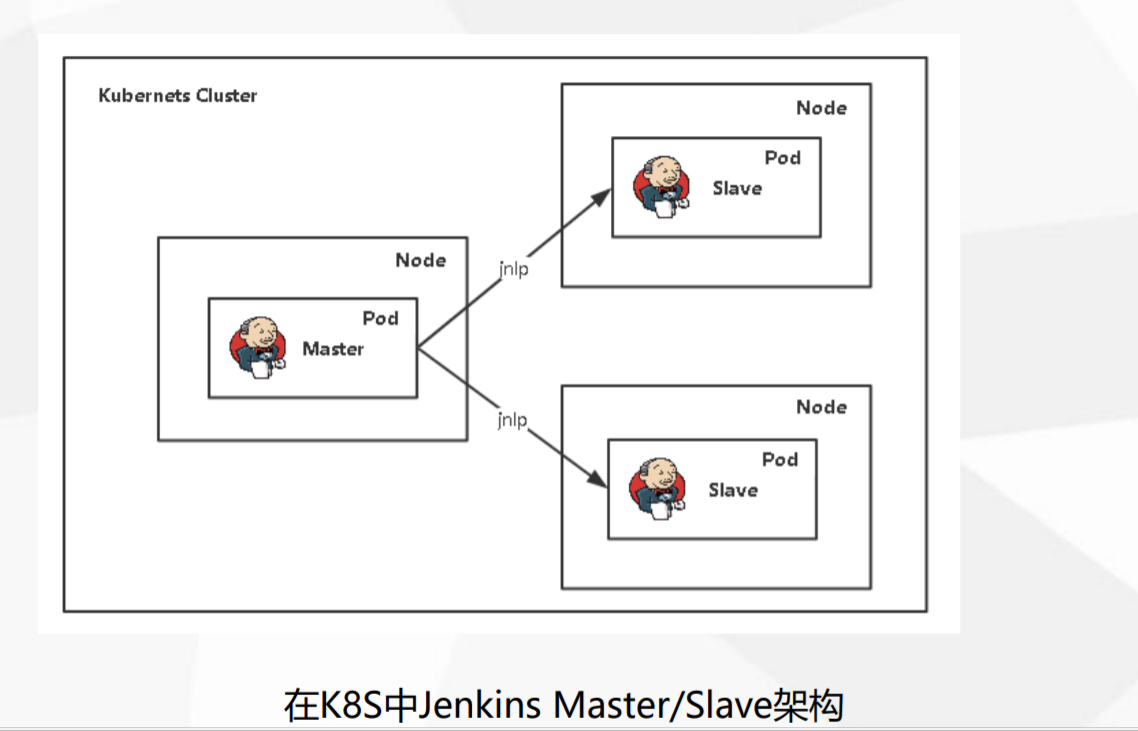 Kubernets Cluster
Node
Pod
Slave
jnlp
Node
Pod
Master
jnlp
Node
Pod
Slave
在K8S中Jenkins Master/Slave架构